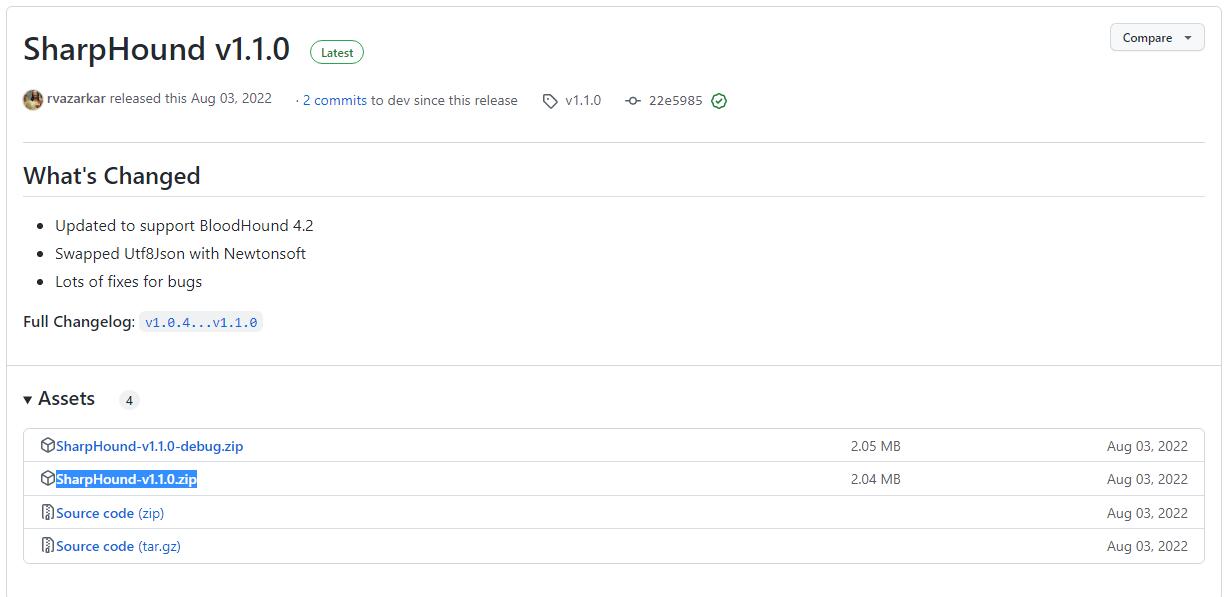 SharpHound v1.1.0 Latest Compare
rvazarkar released this Aug 03, 2022 · 2 commits to dev since this release v1.1.0 22e5985
What's Changed
Updated to support BloodHound 4.2
Swapped Utf8Json with Newtonsoft
Lots of fixes for bugs
Full Changelog: v1.0.4...v1.1.0
Assets 4
SharpHound-v1.1.0-debug.zip 2.05 MB Aug 03, 2022
SharpHound-v1.1.0.zip 2.04 MB Aug 03, 2022
Source code (zip) Aug 03, 2022
Source code (tar.gz) Aug 03, 2022